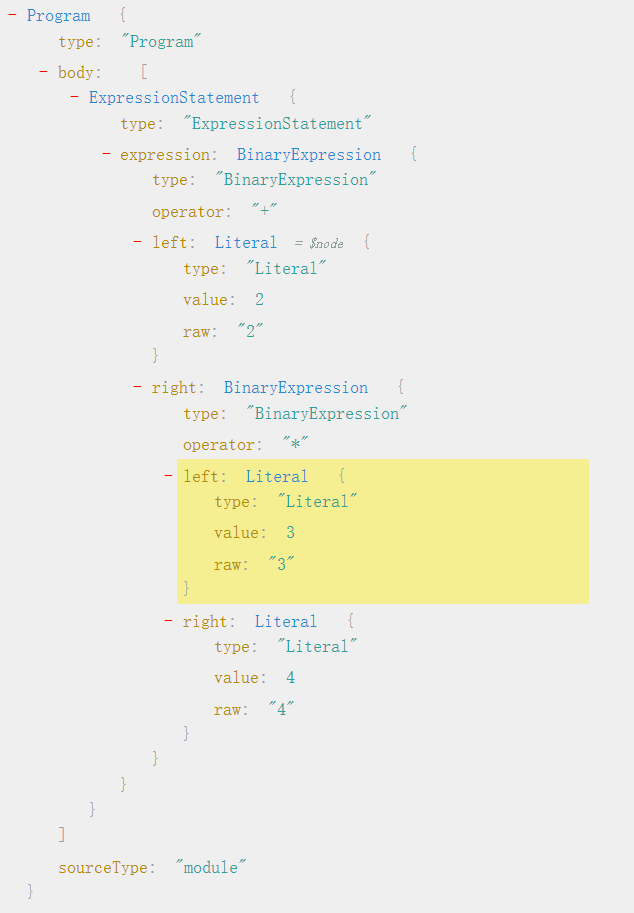 - Program {
type: "Program"
- body: [
- ExpressionStatement {
type: "ExpressionStatement"
- expression: BinaryExpression {
type: "BinaryExpression"
operator: "+"
- left: Literal = $node {
type: "Literal"
value: 2
raw: "2"
}
- right: BinaryExpression {
type: "BinaryExpression"
operator: "*"
- left: Literal {
type: "Literal"
value: 3
raw: "3"
}
- right: Literal {
type: "Literal"
value: 4
raw: "4"
}
}
}
}
]
sourceType: "module"
}